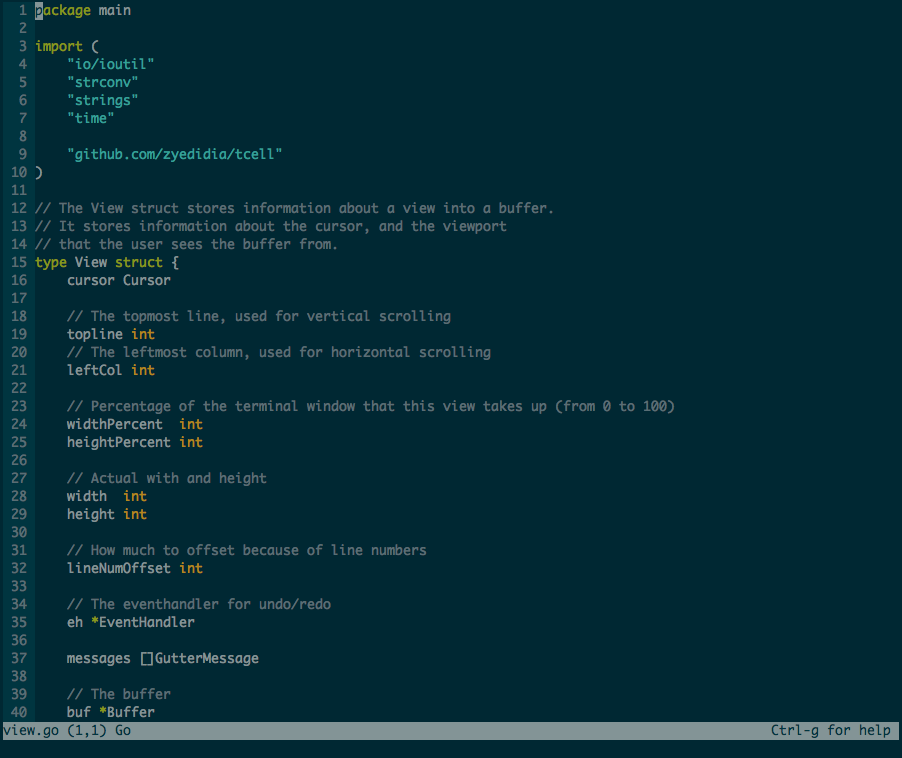 1 package main
2
3 import (
4 "io/ioutil"
5 "strconv"
6 "strings"
7 "time"
8
9 "github.com/zyedidia/tcell"
10 )
11
12 // The View struct stores information about a view into a buffer.
13 // It stores information about the cursor, and the viewport
14 // that the user sees the buffer from.
15 type View struct {
16 cursor Cursor
17
18 // The topmost line, used for vertical scrolling
19 topline int
20 // The leftmost column, used for horizontal scrolling
21 leftCol int
22
23 // Percentage of the terminal window that this view takes up (from 0 to 100)
24 widthPercent  int
25 heightPercent int
26
27 // Actual with and height
28 width  int
29 height int
30
31 // How much to offset because of line numbers
32 lineNumOffset int
33
34 // The eventhandler for undo/redo
35 eh *EventHandler
36
37 messages []GutterMessage
38
39 // The buffer
40 buf *Buffer
view.go (1,1) Go Ctrl-g for help